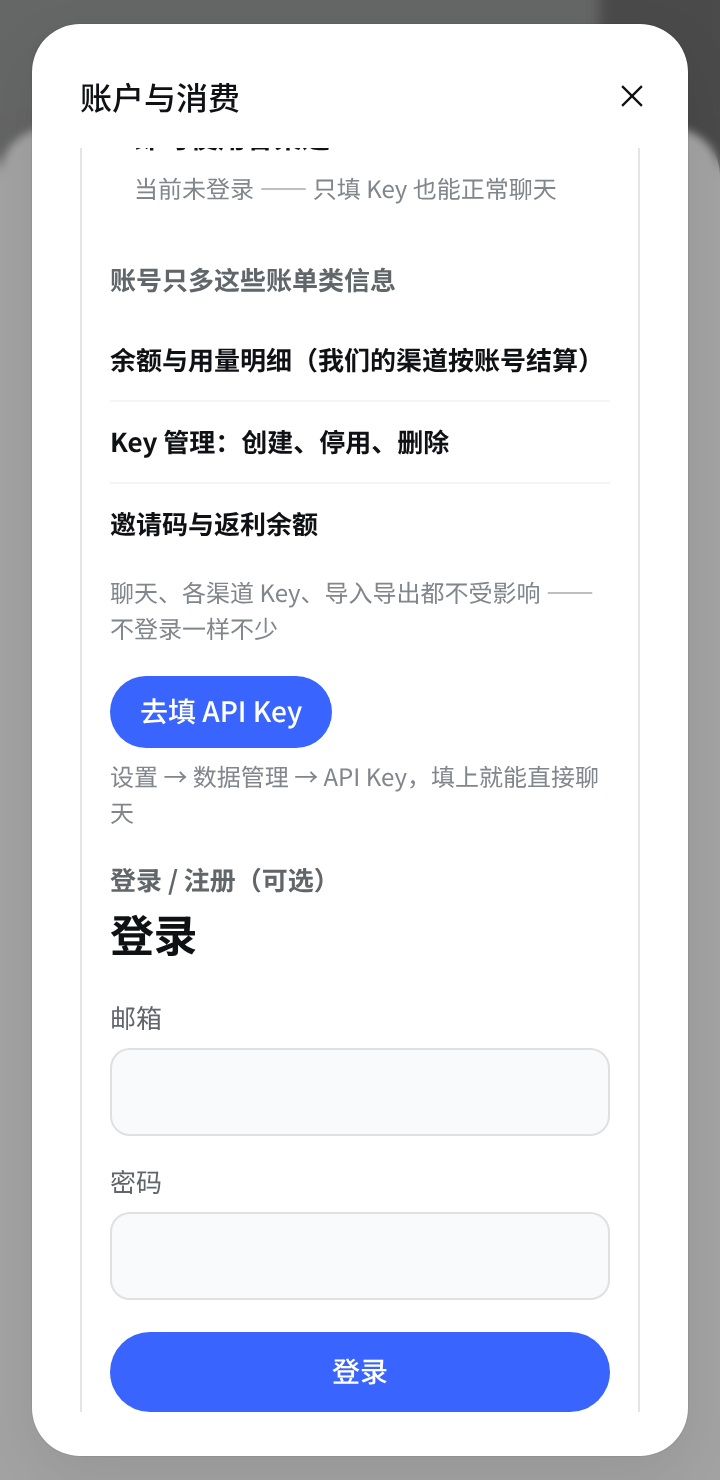 账户与消费
当前未登录 —— 只填 Key 也能正常聊天
账号只多这些账单类信息
余额与用量明细（我们的渠道按账号结算）
Key 管理：创建、停用、删除
邀请码与返利余额
聊天、各渠道 Key、导入导出都不受影响 ——
不登录一样不少
去填 API Key
设置 → 数据管理 → API Key，填上就能直接聊
天
登录 / 注册（可选）
登录
邮箱
密码
登录